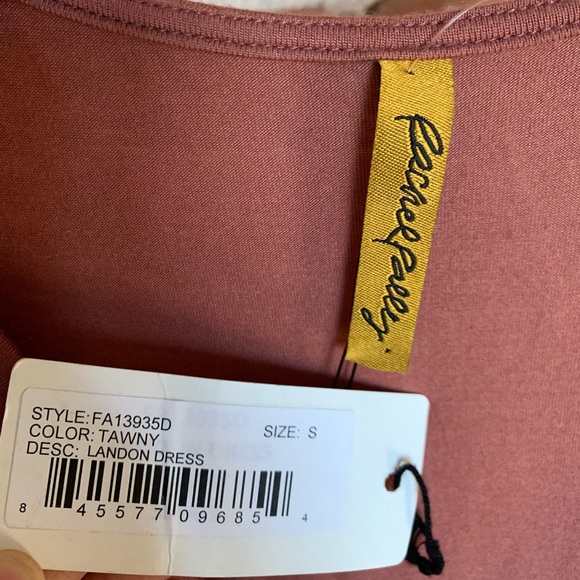 Rachel Pally
STYLE: FA13935D
COLOR: TAWNY SIZE: S
DESC: LANDON DRESS
8 45577 09685 4